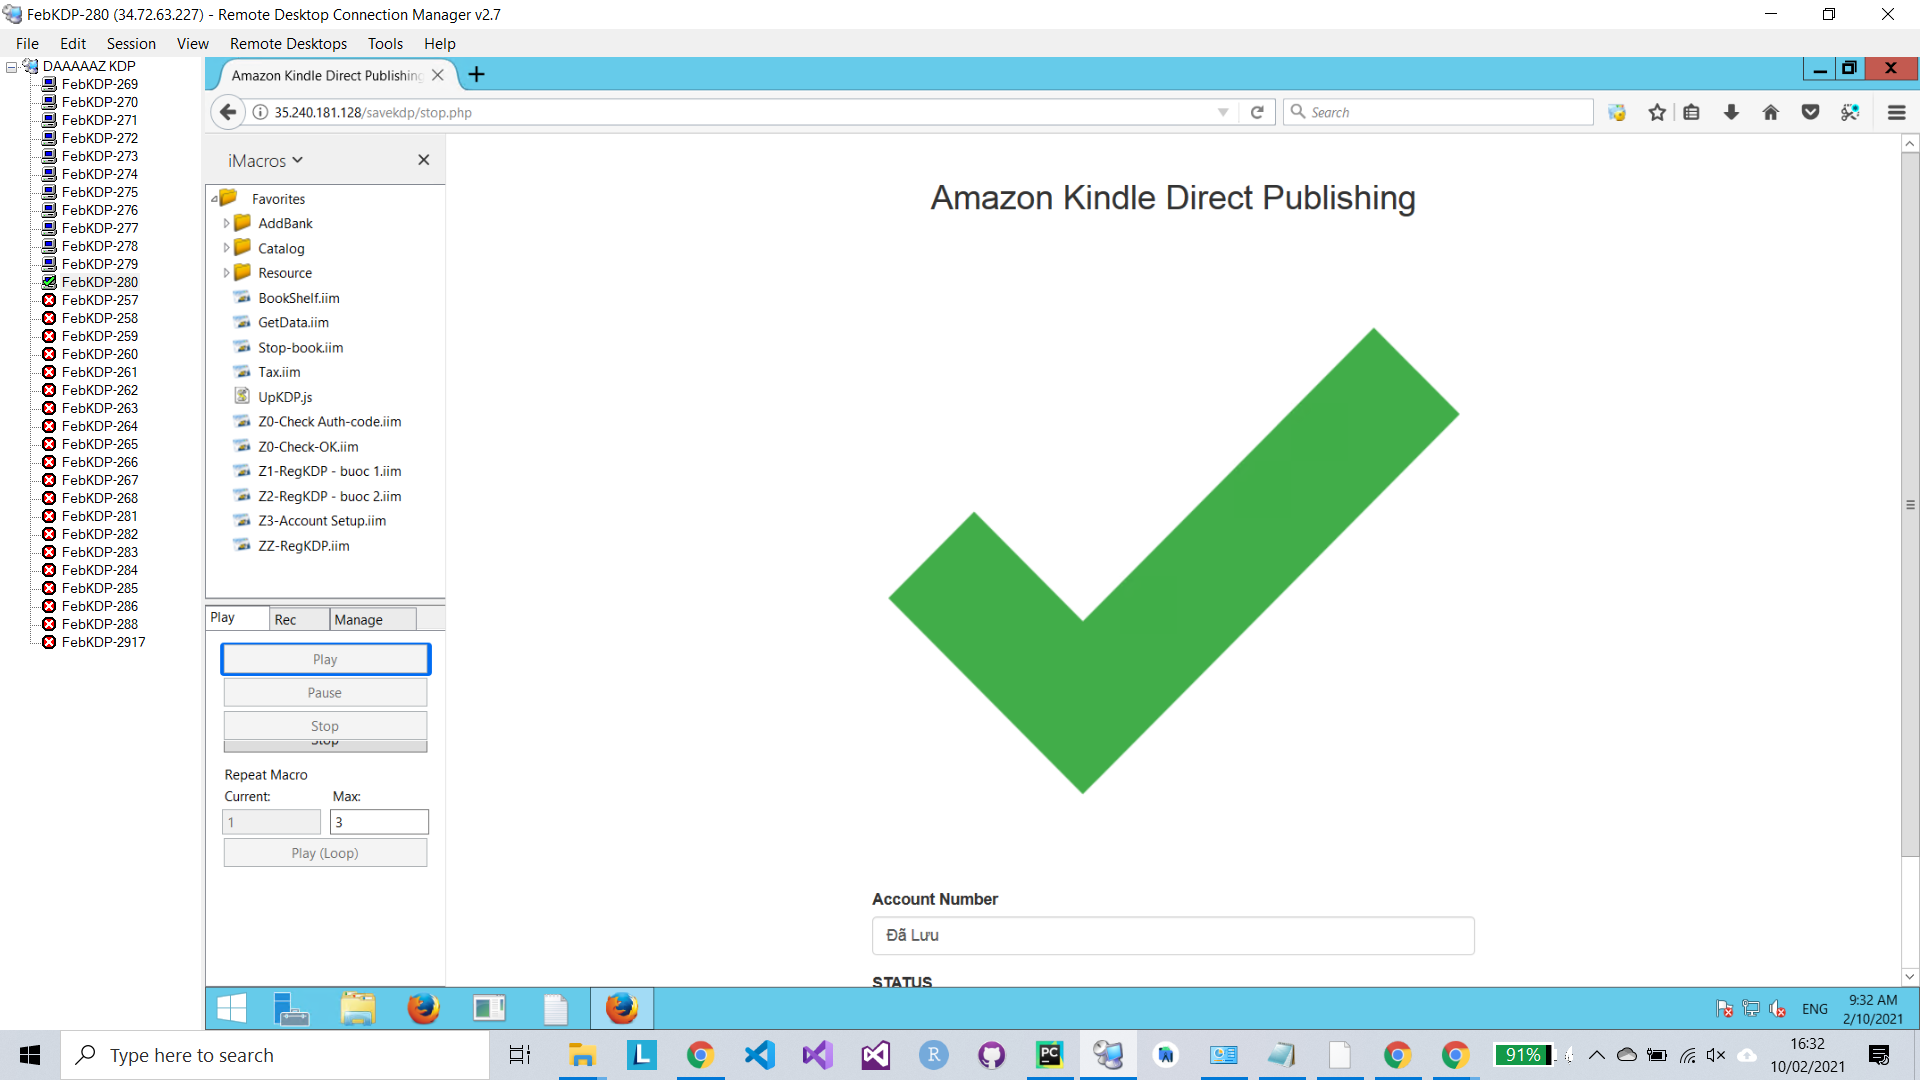 FebKDP-280 (34.72.63.227) - Remote Desktop Connection Manager v2.7
File Edit Session View Remote Desktops Tools Help
DAAAAAZ KDP
FebKDP-269
FebKDP-270
FebKDP-271
FebKDP-272
FebKDP-273
FebKDP-274
FebKDP-275
FebKDP-276
FebKDP-277
FebKDP-278
FebKDP-279
FebKDP-280
FebKDP-257
FebKDP-258
FebKDP-259
FebKDP-260
FebKDP-261
FebKDP-262
FebKDP-263
FebKDP-264
FebKDP-265
FebKDP-266
FebKDP-267
FebKDP-268
FebKDP-281
FebKDP-282
FebKDP-283
FebKDP-284
FebKDP-285
FebKDP-286
FebKDP-288
FebKDP-2917
Amazon Kindle Direct Publishing
35.240.181.128/savekdp/stop.php
Search
iMacros
Favorites
AddBank
Catalog
Resource
BookShelf.iim
GetData.iim
Stop-book.iim
Tax.iim
UpKDP.js
Z0-Check Auth-code.iim
Z0-Check-OK.iim
Z1-RegKDP - buoc 1.iim
Z2-RegKDP - buoc 2.iim
Z3-Account Setup.iim
ZZ-RegKDP.iim
Play Rec Manage
Play
Pause
Stop
Stop
Repeat Macro
Current: Max:
1 3
Play (Loop)
Amazon Kindle Direct Publishing
Account Number
Đã Lưu
STATUS
ENG
9:32 AM
2/10/2021
Type here to search
L
R
PC
91%
16:32
10/02/2021